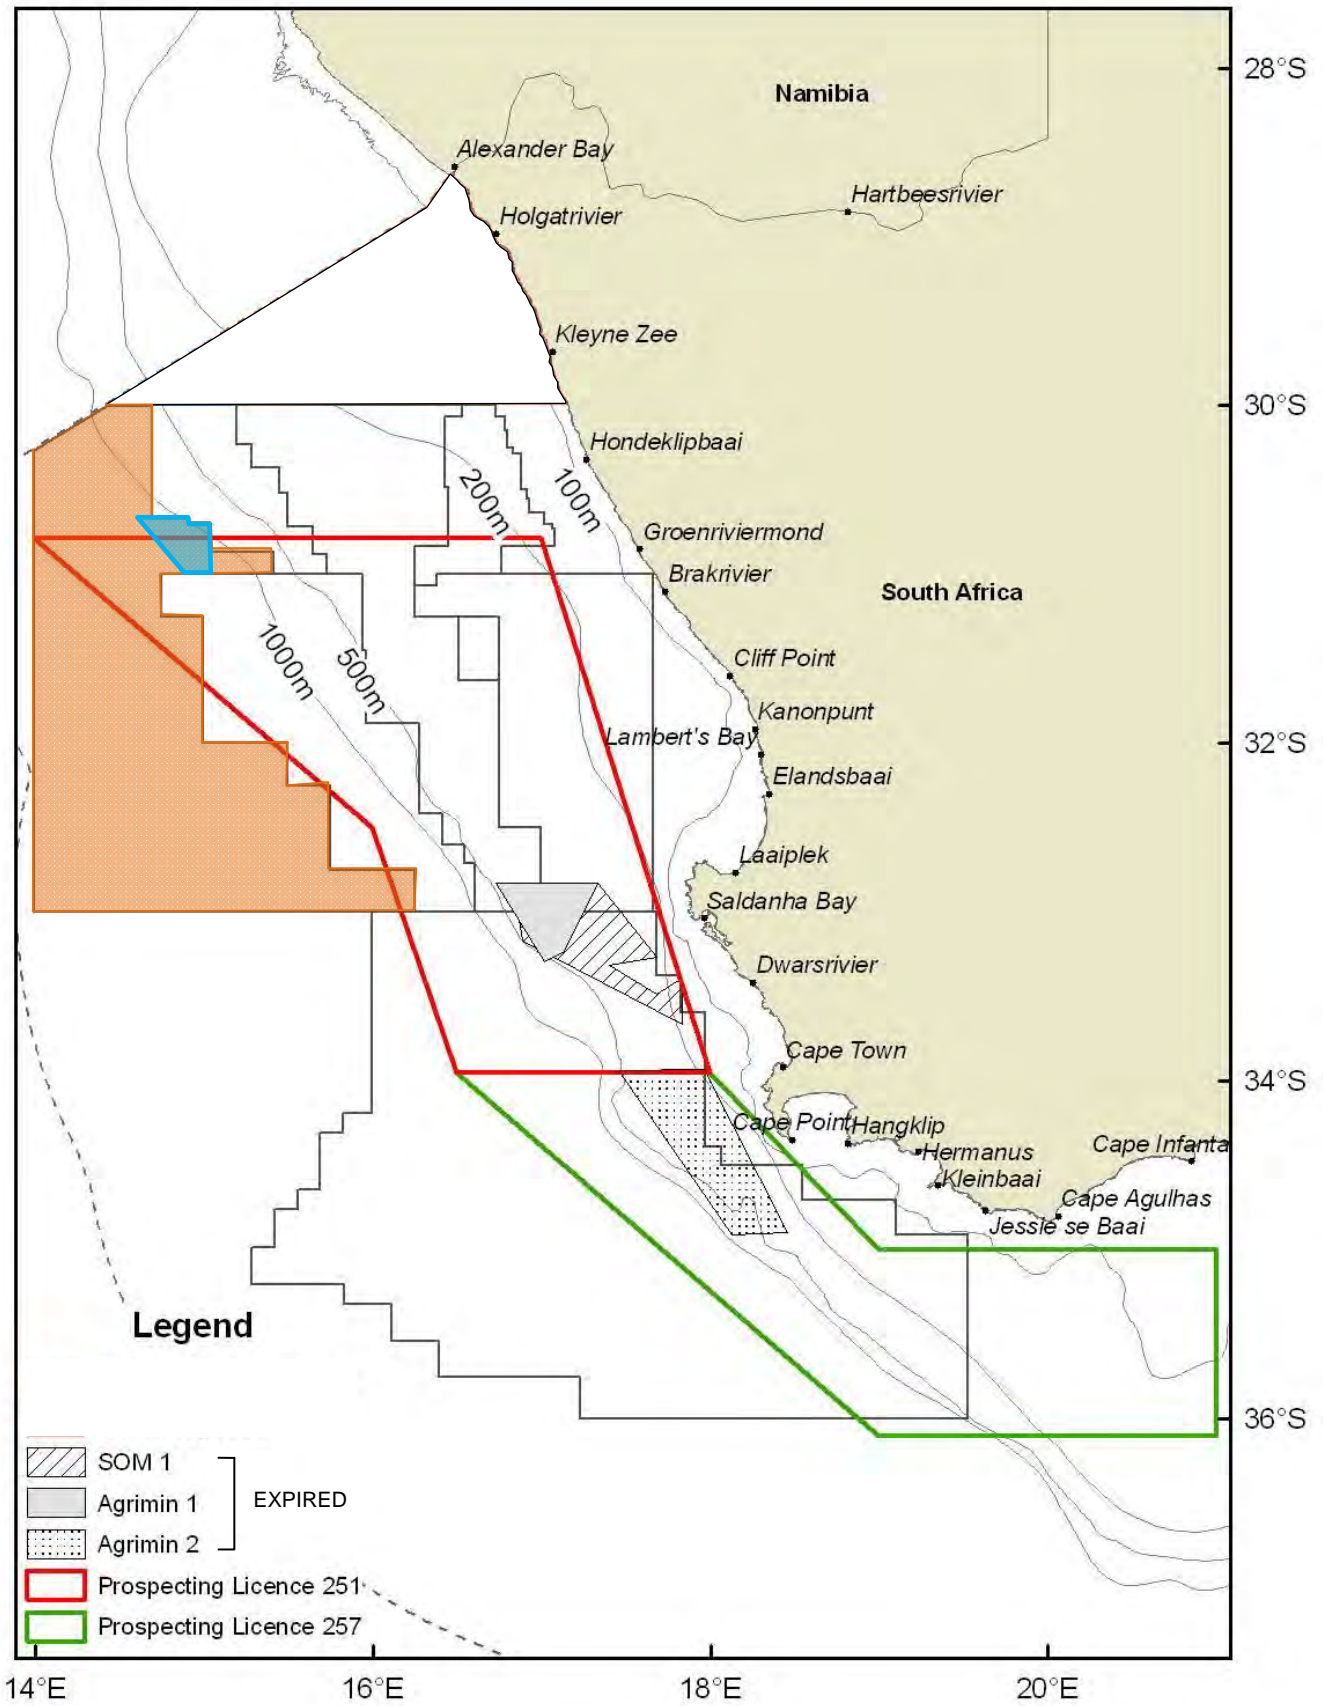 28°S
Namibia
Alexander Bay
Hartbeesrivier
Holgatrivier
Kleyne Zee
30°S
Hondeklipbaai
200m
100m
Groenriviermond
Brakrivier
South Africa
1000m
500m
Cliff Point
Kanonpunt
Lambert's Bay
32°S
Elandsbaai
Laaiplek
Saldanha Bay
Dwarsrivier
Cape Town
34°S
Cape Point
Hangklip
Cape Infanta
Hermanus
Kleinbaai
Cape Agulhas
Jessie se Baai
Legend
36°S
SOM 1
Agrimin 1
EXPIRED
Agrimin 2
Prospecting Licence 251
Prospecting Licence 257
14°E
16°E
18°E
20°E